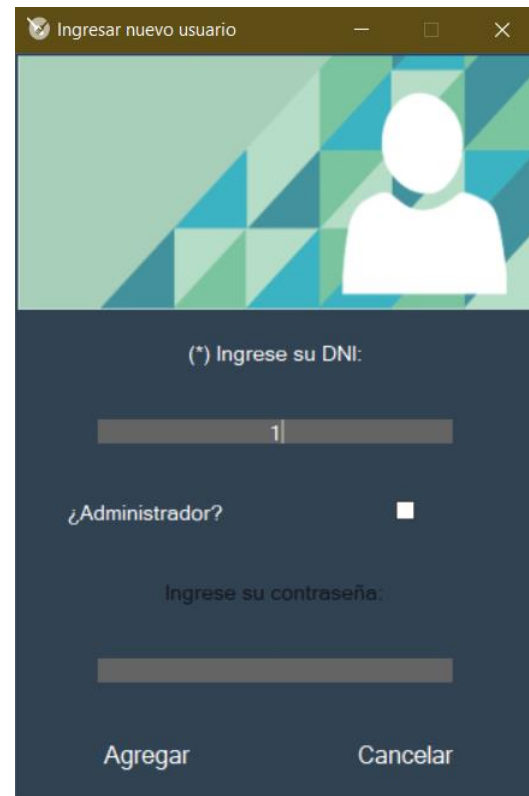 Ingresar nuevo usuario
(*) Ingrese su DNI:
1
¿Administrador?
Ingrese su contraseña:
Agregar Cancelar